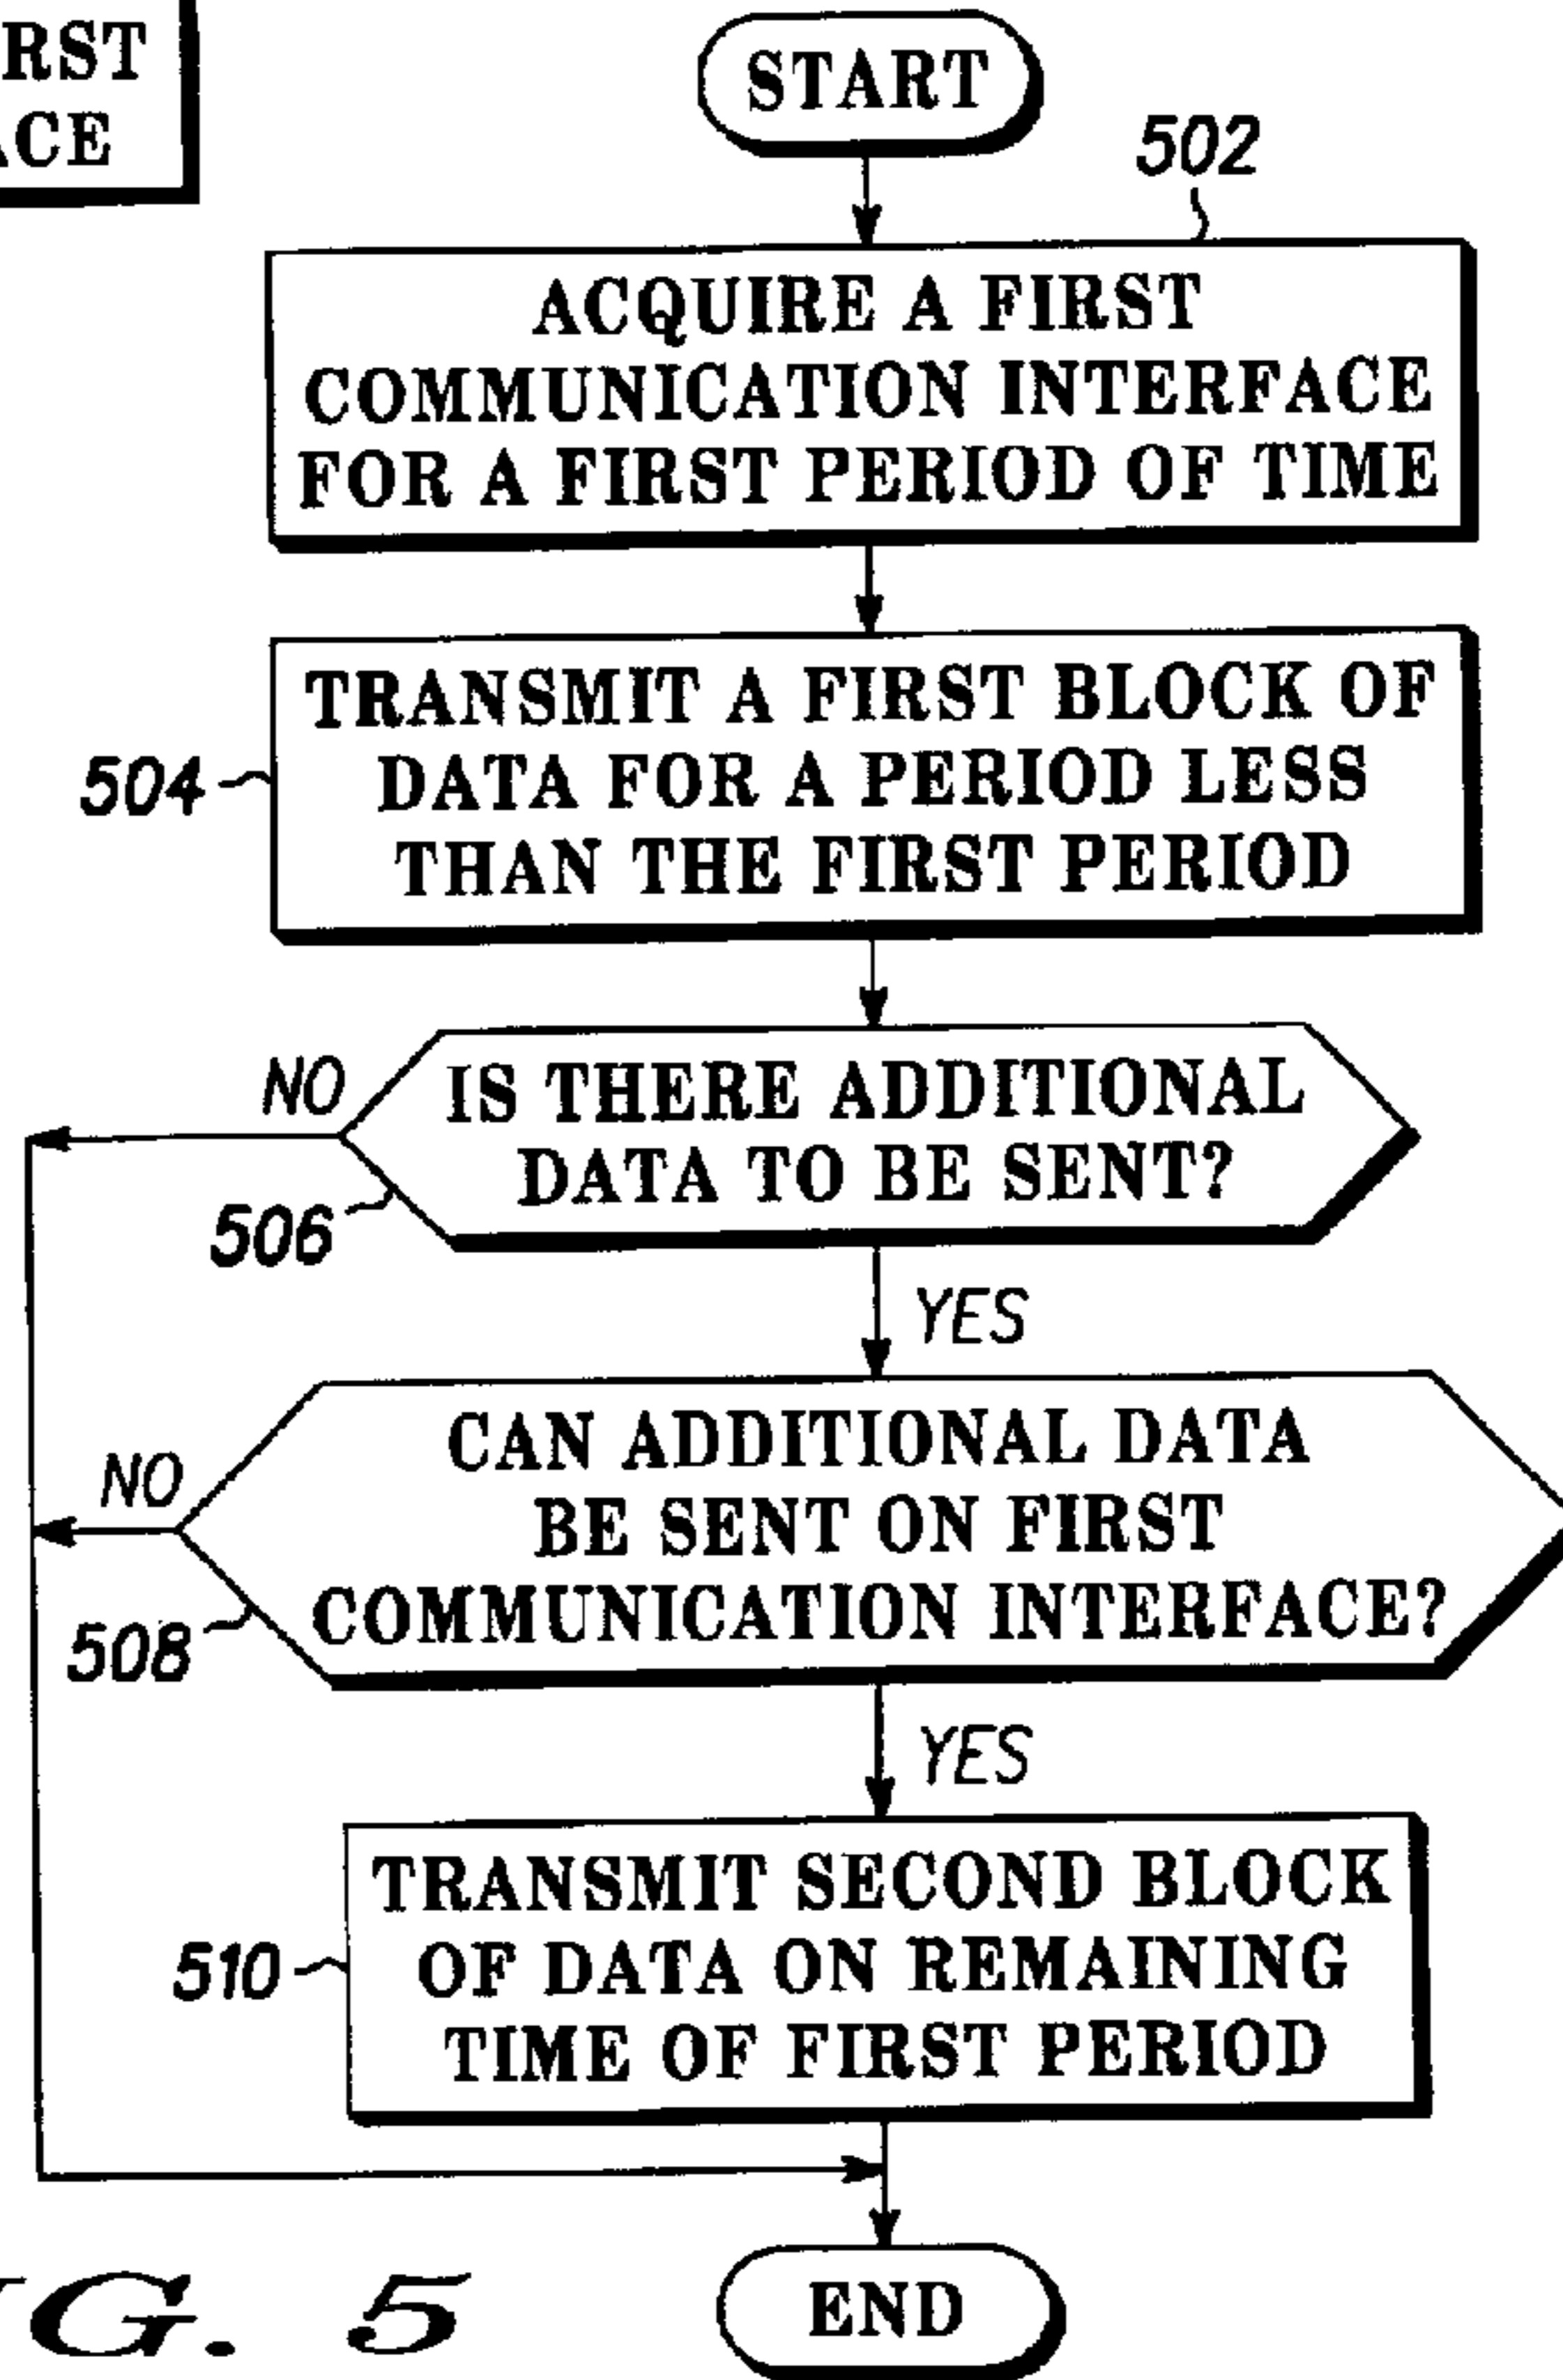 START
502
ACQUIRE A FIRST
COMMUNICATION INTERFACE
FOR A FIRST PERIOD OF TIME
504
TRANSMIT A FIRST BLOCK OF
DATA FOR A PERIOD LESS
THAN THE FIRST PERIOD
NO
IS THERE ADDITIONAL
DATA TO BE SENT?
506
YES
NO
CAN ADDITIONAL DATA
BE SENT ON FIRST
COMMUNICATION INTERFACE?
508
YES
510
TRANSMIT SECOND BLOCK
OF DATA ON REMAINING
TIME OF FIRST PERIOD
END
G. 5